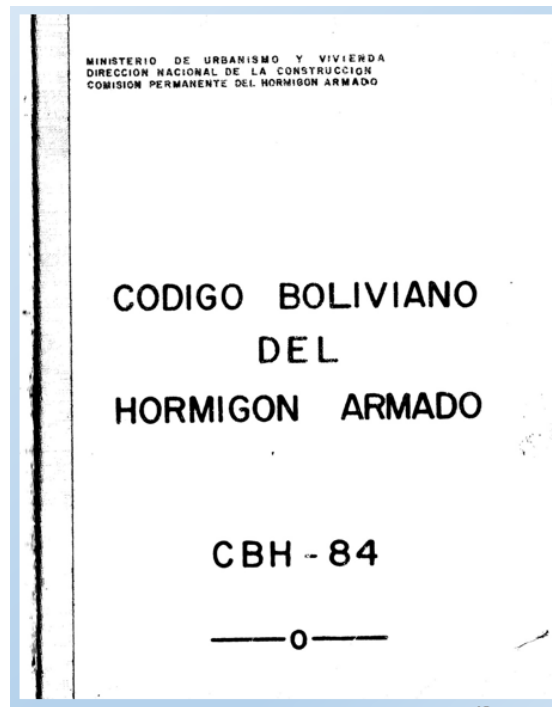 MINISTERIO DE URBANISMO Y VIVIENDA
DIRECCION NACIONAL DE LA CONSTRUCCION
COMISION PERMANENTE DEL HORMIGON ARMADO
CODIGO BOLIVIANO
DEL
HORMIGON ARMADO
CBH - 84